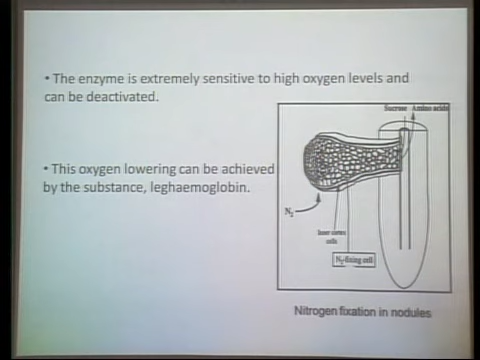 • The enzyme is extremely sensitive to high oxygen levels and
can be deactivated.
• This oxygen lowering can be achieved
by the substance, leghaemoglobin.
Sucrose Amino acids
N₂
Inner cortex
cells
N₂-fixing cell
Nitrogen fixation in nodules